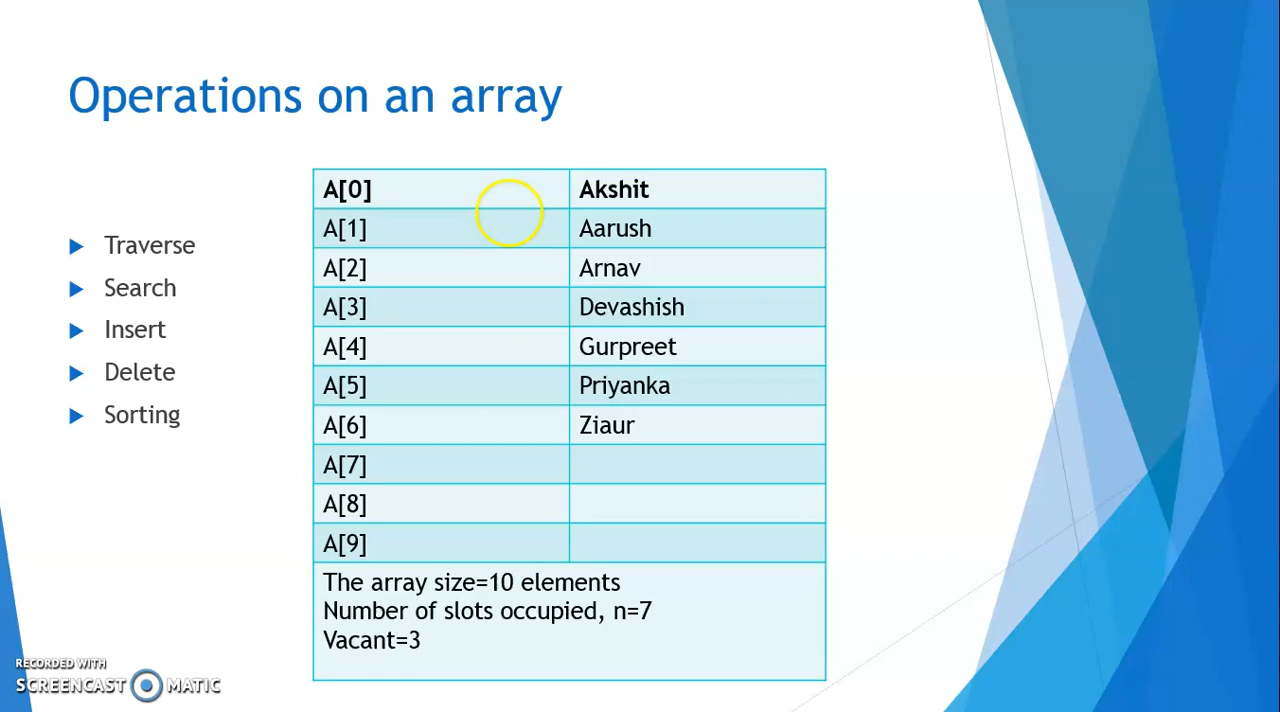 Operations on an array
Traverse
Search
Insert
Delete
Sorting
A[0] Akshit
A[1] Aarush
A[2] Arnav
A[3] Devashish
A[4] Gurpreet
A[5] Priyanka
A[6] Ziaur
A[7]
A[8]
A[9]
The array size=10 elements
Number of slots occupied, n=7
Vacant=3
RECORDED WITH
SCREENCAST MATIC